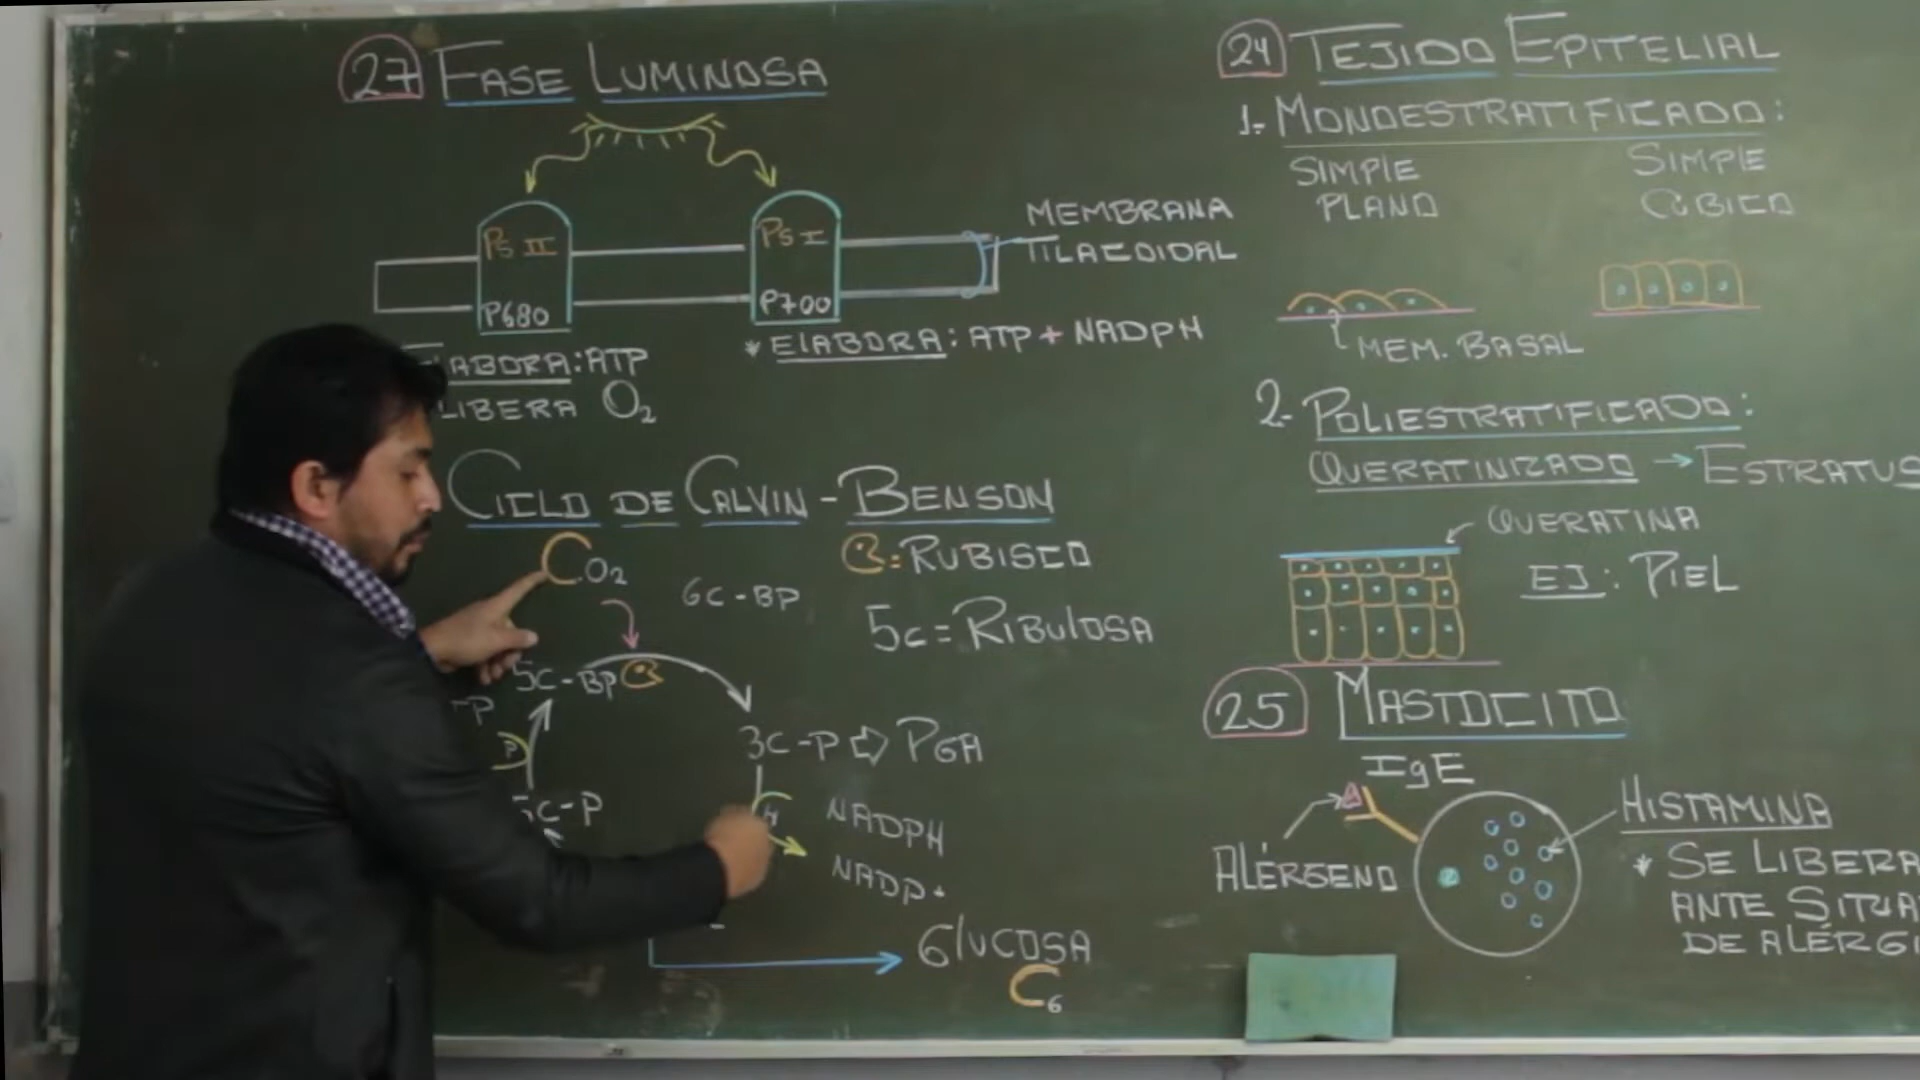 27 FASE LUMINOSA
PS II
PS I
P680
P700
MEMBRANA
TILACOIDAL
ABORA: ATP
LIBERA O2
* ELABORA: ATP + NADPH
CICLO DE CALVIN - BENSON
CO2
6C-BP
= RUBISCO
5C = RIBULOSA
5C-BP
P
3C-P ⇨ PGA
5C-P
NADPH
NADP+
GLUCOSA
C6
24 TEJIDO EPITELIAL
1- MONOESTRATIFICADO:
SIMPLE
PLANO
SIMPLE
CÚBICO
MEM. BASAL
2- POLIESTRATIFICADO:
QUERATINIZADO → ESTRATUS
QUERATINA
EJ: PIEL
25 MASTOCITO
IgE
ALÉRGENO
HISTAMINA
* SE LIBERA
ANTE SITUA
DE ALÉRGI